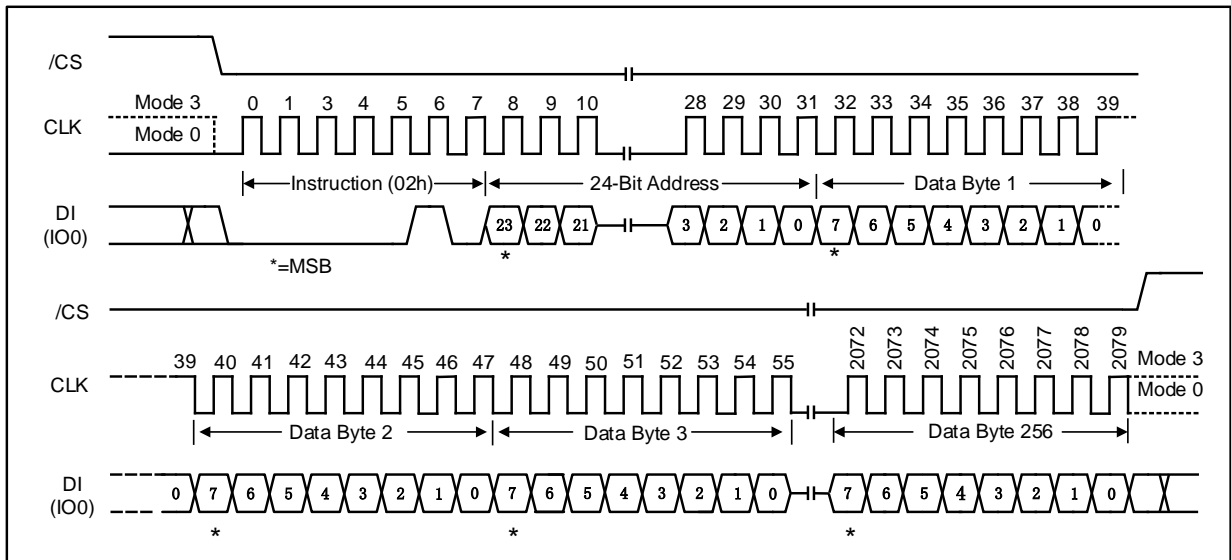 /CS
Mode 3 0 1 3 4 5 6 7 8 9 10 28 29 30 31 32 33 34 35 36 37 38 39
CLK Mode 0
Instruction (02h) 24-Bit Address Data Byte 1
DI
(IO0) 23 22 21 3 2 1 0 7 6 5 4 3 2 1 0
* *
*=MSB
/CS
39 40 41 42 43 44 45 46 47 48 49 50 51 52 53 54 55 2072 2073 2074 2075 2076 2077 2078 2079 Mode 3
CLK Mode 0
Data Byte 2 Data Byte 3 Data Byte 256
DI
(IO0) 0 7 6 5 4 3 2 1 0 7 6 5 4 3 2 1 0 7 6 5 4 3 2 1 0
* * *